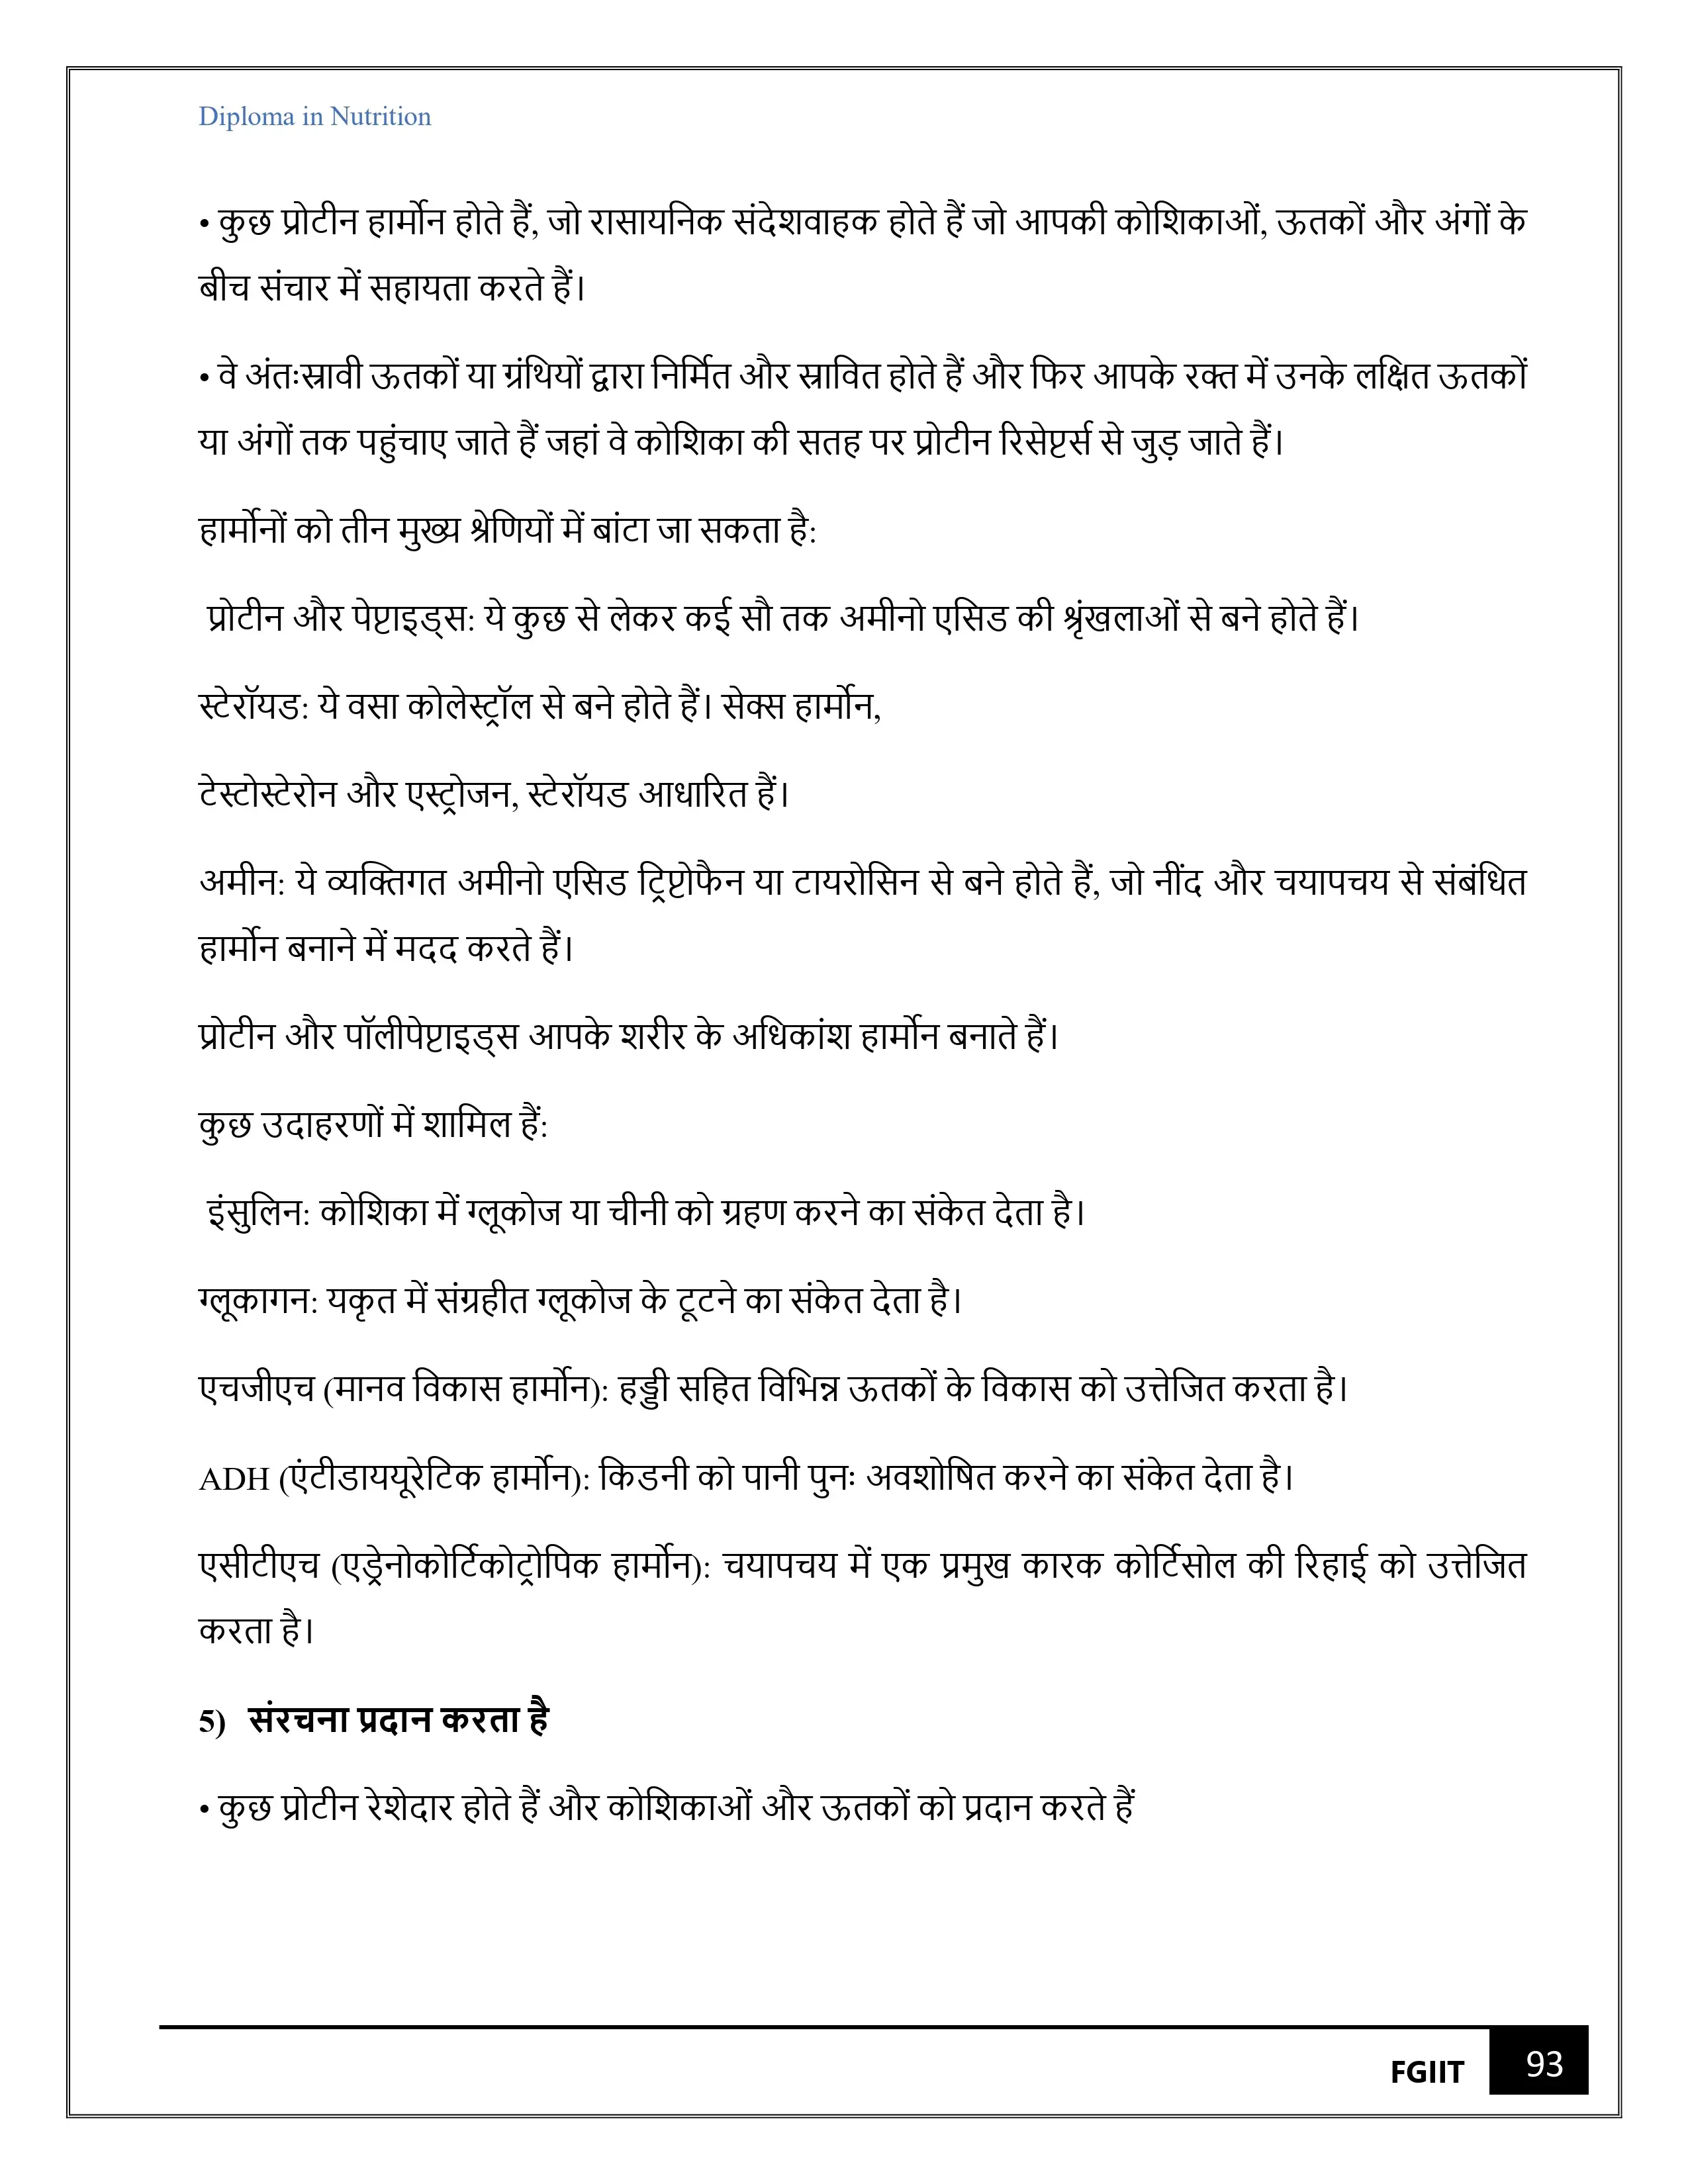 Diploma in Nutrition
• कुछ प्रोटीन हार्मोन होते हैं, जो रासायनिक संदेशवाहक होते हैं जो आपकी कोशिकाओं, ऊतकों और अंगों के
बीच संचार में सहायता करते हैं।
• वे अंतःस्रावी ऊतकों या ग्रंथियों द्वारा निर्मित और स्रावित होते हैं और फिर आपके रक्त में उनके लक्षित ऊतकों
या अंगों तक पहुंचाए जाते हैं जहां वे कोशिका की सतह पर प्रोटीन रिसेप्टर्स से जुड़ जाते हैं।
हार्मोनों को तीन मुख्य श्रेणियों में बांटा जा सकता है:
प्रोटीन और पेप्टाइड्स: ये कुछ से लेकर कई सौ तक अमीनो एसिड की श्रृंखलाओं से बने होते हैं।
स्टेरॉयड: ये वसा कोलेस्ट्रॉल से बने होते हैं। सेक्स हार्मोन,
टेस्टोस्टेरोन और एस्ट्रोजन, स्टेरॉयड आधारित हैं।
अमीन: ये व्यक्तिगत अमीनो एसिड ट्रिप्टोफैन या टायरोसिन से बने होते हैं, जो नींद और चयापचय से संबंधित
हार्मोन बनाने में मदद करते हैं।
प्रोटीन और पॉलीपेप्टाइड्स आपके शरीर के अधिकांश हार्मोन बनाते हैं।
कुछ उदाहरणों में शामिल हैं:
इंसुलिन: कोशिका में ग्लूकोज या चीनी को ग्रहण करने का संकेत देता है।
ग्लूकागन: यकृत में संग्रहीत ग्लूकोज के टूटने का संकेत देता है।
एचजीएच (मानव विकास हार्मोन): हड्डी सहित विभिन्न ऊतकों के विकास को उत्तेजित करता है।
ADH (एंटीडाययूरेटिक हार्मोन): किडनी को पानी पुनः अवशोषित करने का संकेत देता है।
एसीटीएच (एड्रेनोकोर्टिकोट्रोपिक हार्मोन): चयापचय में एक प्रमुख कारक कोर्टिसोल की रिहाई को उत्तेजित
करता है।
5) संरचना प्रदान करता है
• कुछ प्रोटीन रेशेदार होते हैं और कोशिकाओं और ऊतकों को प्रदान करते हैं
FGIIT 93